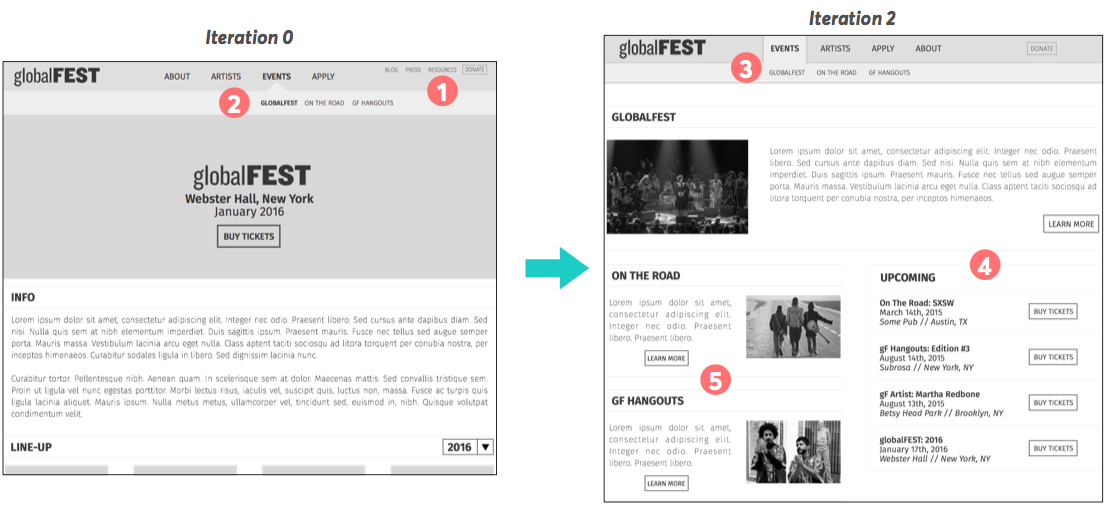 Iteration 0
globalFEST
ABOUT ARTISTS EVENTS APPLY
BLOG PRESS RESOURCES DONATE
1
2
GLOBALFEST ON THE ROAD GF HANGOUTS
globalFEST
Webster Hall, New York
January 2016
BUY TICKETS
INFO
Lorem ipsum dolor sit amet, consectetur adipiscing elit. Integer nec odio. Praesent libero. Sed cursus ante dapibus diam. Sed
nisi. Nulla quis sem at nibh elementum imperdiet. Duis sagittis ipsum. Praesent mauris. Fusce nec tellus sed augue semper
porta. Mauris massa. Vestibulum lacinia arcu eget nulla. Class aptent taciti sociosqu ad litora torquent per conubia nostra, per
inceptos himenaeos. Curabitur sodales ligula in libero. Sed dignissim lacinia nunc.
Curabitur tortor. Pellentesque nibh. Aenean quam. In scelerisque sem at dolor. Maecenas mattis. Sed convallis tristique sem.
Proin ut ligula vel nunc egestas porttitor. Morbi lectus risus, iaculis vel, suscipit quis, luctus non, massa. Fusce ac turpis quis
ligula lacinia aliquet. Mauris ipsum. Nulla metus metus, ullamcorper vel, tincidunt sed, euismod in, nibh. Quisque volutpat
condimentum velit.
LINE-UP
2016
Iteration 2
globalFEST
EVENTS ARTISTS APPLY ABOUT
DONATE
3
GLOBALFEST ON THE ROAD GF HANGOUTS
GLOBALFEST
Lorem ipsum dolor sit amet, consectetur adipiscing elit. Integer nec odio. Praesent
libero. Sed cursus ante dapibus diam. Sed nisi. Nulla quis sem at nibh elementum
imperdiet. Duis sagittis ipsum. Praesent mauris. Fusce nec tellus sed augue semper
porta. Mauris massa. Vestibulum lacinia arcu eget nulla. Class aptent taciti sociosqu ad
litora torquent per conubia nostra, per inceptos himenaeos.
LEARN MORE
ON THE ROAD
Lorem ipsum dolor sit amet,
consectetur adipiscing elit.
Integer nec odio. Praesent
libero. Praesent libero.
LEARN MORE
5
GF HANGOUTS
Lorem ipsum dolor sit amet,
consectetur adipiscing elit.
Integer nec odio. Praesent
libero. Praesent libero.
LEARN MORE
4
UPCOMING
On The Road: SXSW
March 14th, 2015
Some Pub // Austin, TX
BUY TICKETS
gF Hangouts: Edition #3
August 14th, 2015
Subrosa // New York, NY
BUY TICKETS
gF Artist: Martha Redbone
August 13th, 2015
Betsy Head Park // Brooklyn, NY
BUY TICKETS
globalFEST: 2016
January 17th, 2016
Webster Hall // New York, NY
BUY TICKETS